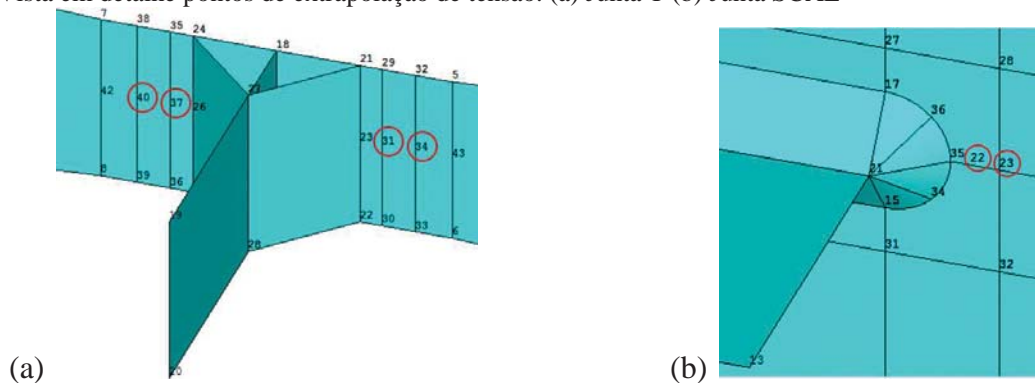 Vista em detalhe pontos de extrapolação de tensão: (a) Junta T (b) Junta SCAL
7 38 35 24 18 21 29 32 5
42 40 37 26 27 23 31 34 43
8 39 36 19 28 22 30 33 6
20
(a)
27 28
17 36
21 35 22 23
15 34
31 32
13
(b)